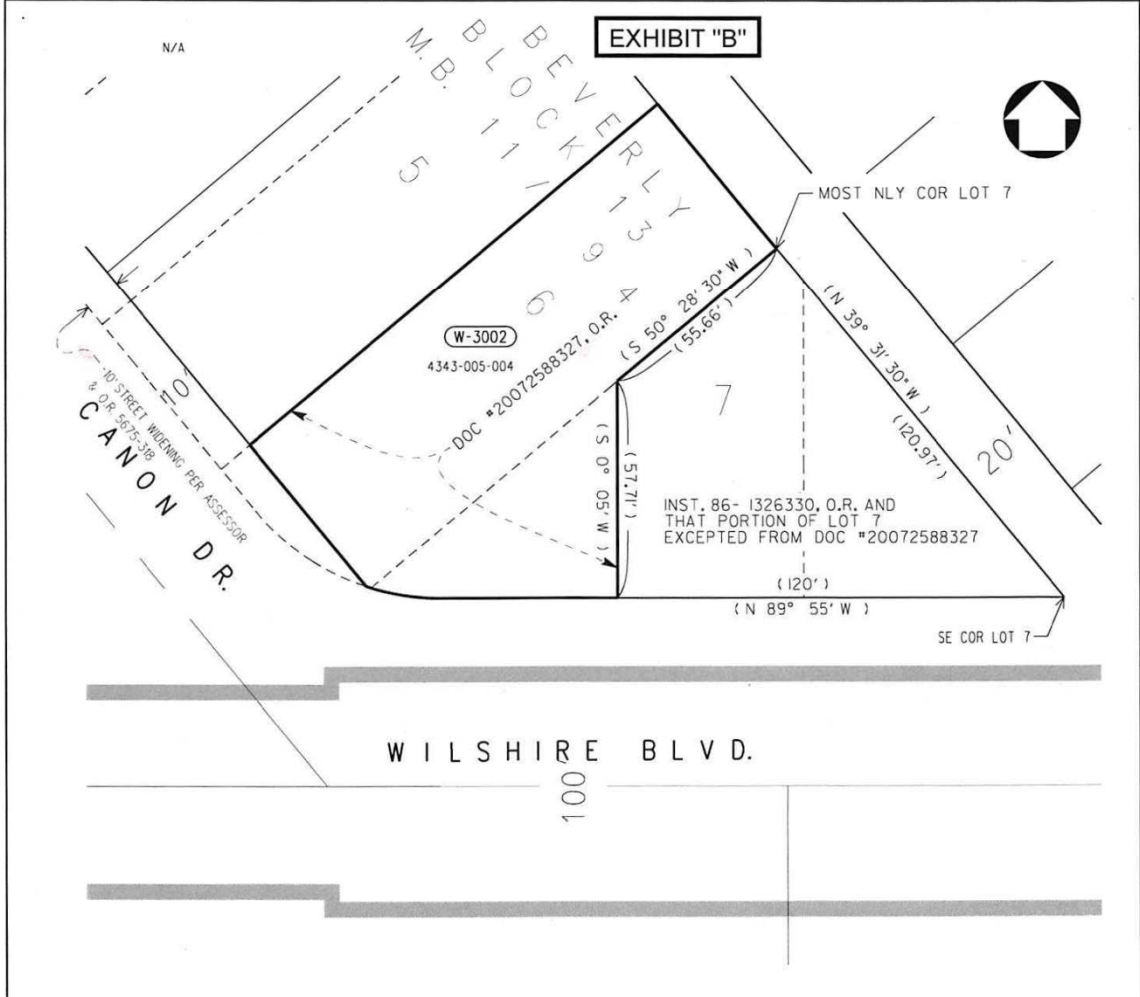 EXHIBIT "B"
N/A
BEVERLY
BLOCK 13
M.B. 11 / 94
5
6
MOST NLY COR LOT 7
W-3002
4343-005-004
DOC #20072588327, O.R.
(S 50° 28' 30" W)
(55.66')
(N 39° 31' 30" W)
(120.97')
20'
7
(S 0° 05' W)
(57.71')
INST. 86- 1326330, O.R. AND
THAT PORTION OF LOT 7
EXCEPTED FROM DOC #20072588327
(120')
(N 89° 55' W)
SE COR LOT 7
10'
10' STREET WIDENING PER ASSESSOR
& O.R. 5675-318
CANON DR.
WILSHIRE BLVD.
100'